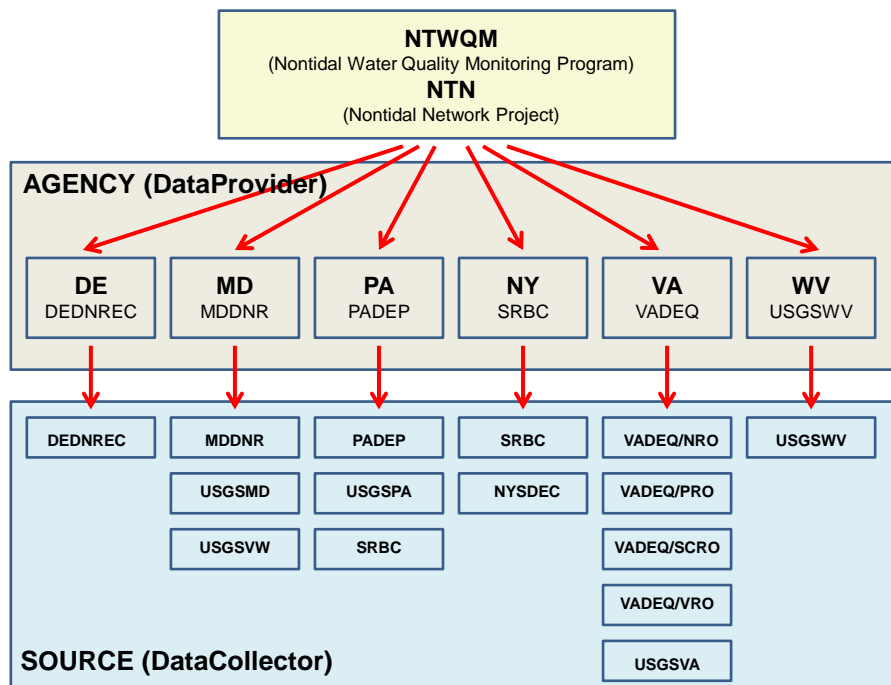 NTWQM
(Nontidal Water Quality Monitoring Program)
NTN
(Nontidal Network Project)
AGENCY (DataProvider)
DE
DEDNREC
MD
MDDNR
PA
PADEP
NY
SRBC
VA
VADEQ
WV
USGSWV
DEDNREC
MDDNR
PADEP
SRBC
VADEQ/NRO
USGSWV
USGSMD
USGSPA
NYSDEC
VADEQ/PRO
USGSVW
SRBC
VADEQ/SCRO
VADEQ/VRO
USGSVA
SOURCE (DataCollector)